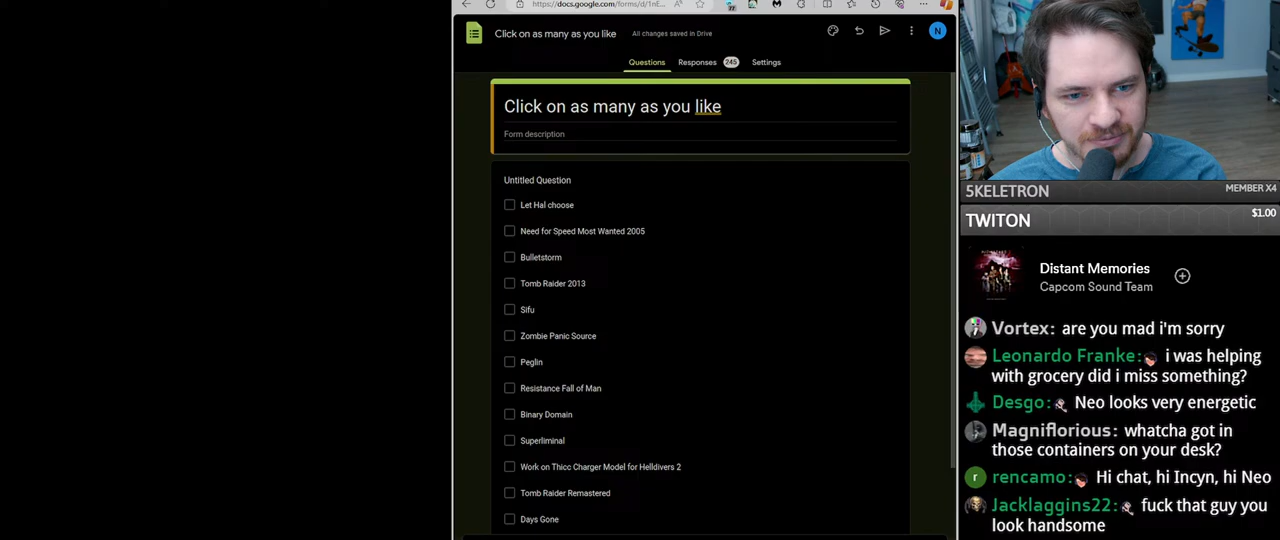 https://docs.google.com/forms/d/1nE...
Click on as many as you like
All changes saved in Drive
N
Questions
Responses
245
Settings
Click on as many as you like
Form description
Untitled Question
Let Hal choose
Need for Speed Most Wanted 2005
Bulletstorm
Tomb Raider 2013
Sifu
Zombie Panic Source
Peglin
Resistance Fall of Man
Binary Domain
Superliminal
Work on Thicc Charger Model for Helldivers 2
Tomb Raider Remastered
Days Gone
5KELETRON
MEMBER X4
TWITON
$1.00
Distant Memories
Capcom Sound Team
Vortex: are you mad i'm sorry
Leonardo Franke: i was helping
with grocery did i miss something?
Desgo: Neo looks very energetic
Magniflorious: whatcha got in
those containers on your desk?
r
rencamo: Hi chat, hi Incyn, hi Neo
Jacklaggins22: fuck that guy you
look handsome